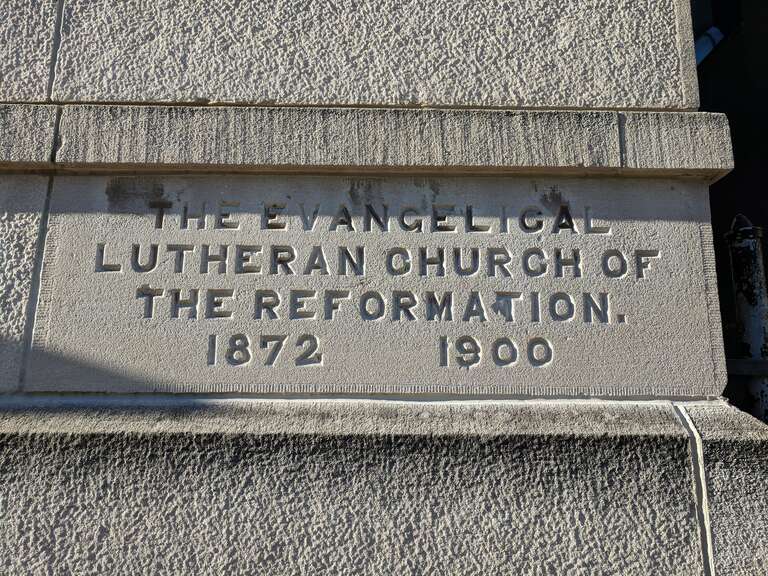 THE EVANGELICAL
LUTHERAN CHURCH OF
THE REFORMATION.
1872 1900